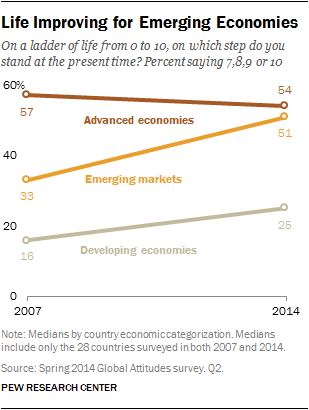 Life Improving for Emerging Economies
On a ladder of life from 0 to 10, on which step do you
stand at the present time? Percent saying 7,8,9 or 10
60%
57
54
Advanced economies
40
51
Emerging markets
33
20
25
Developing economies
16
0
2007
2014
Note: Medians by country economic categorization. Medians
include only the 28 countries surveyed in both 2007 and 2014.
Source: Spring 2014 Global Attitudes survey. Q2.
PEW RESEARCH CENTER